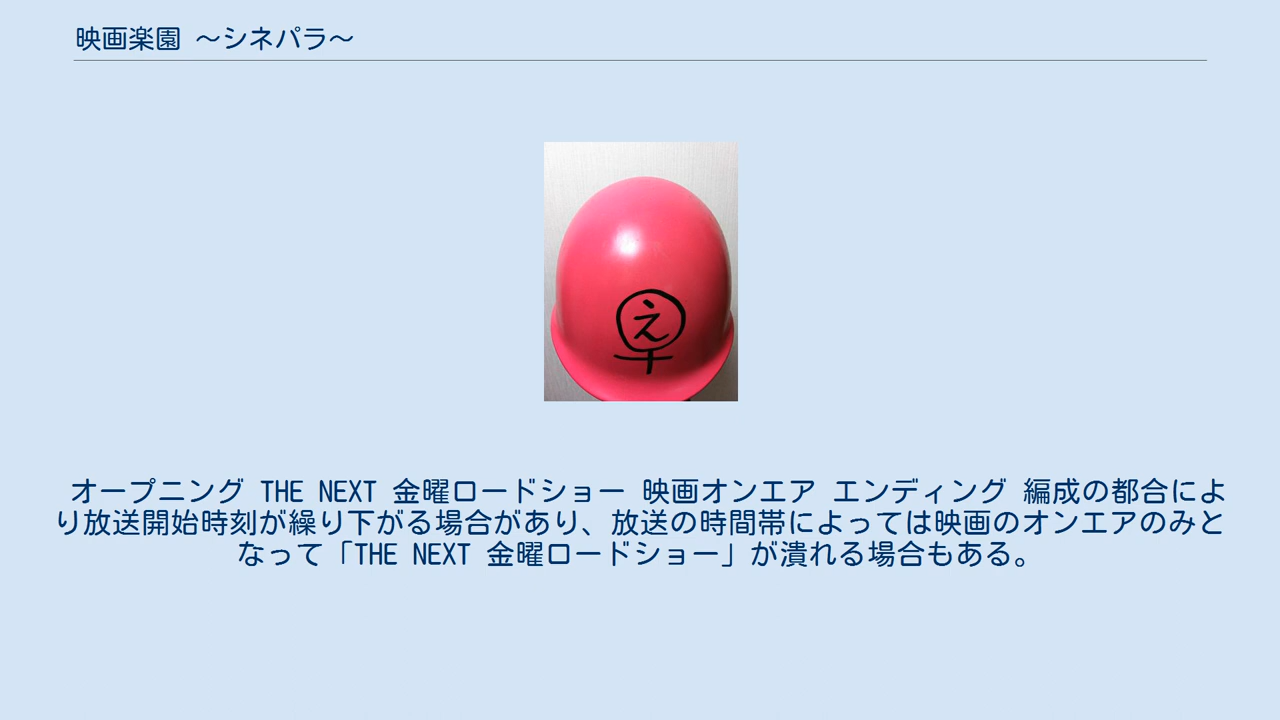 映画楽園 ～シネパラ～
え
オープニング THE NEXT 金曜ロードショー 映画オンエア エンディング 編成の都合によ
り放送開始時刻が繰り下がる場合があり、放送の時間帯によっては映画のオンエアのみと
なって「THE NEXT 金曜ロードショー」が潰れる場合もある。